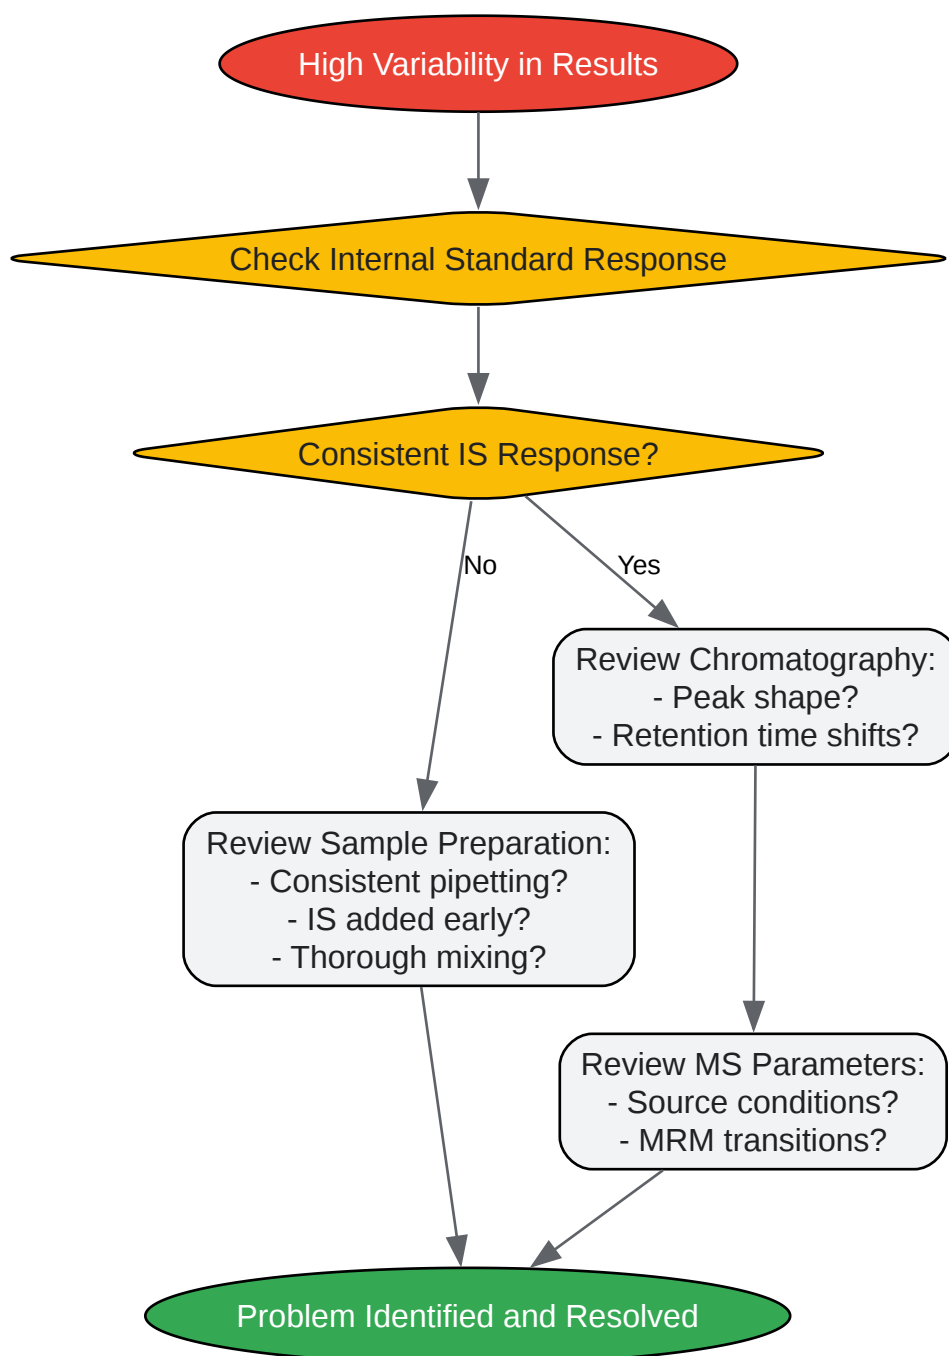 High Variability in Results
Check Internal Standard Response
Consistent IS Response?
No
Yes
Review Chromatography:
- Peak shape?
- Retention time shifts?
Review Sample Preparation:
- Consistent pipetting?
- IS added early?
- Thorough mixing?
Review MS Parameters:
- Source conditions?
- MRM transitions?
Problem Identified and Resolved